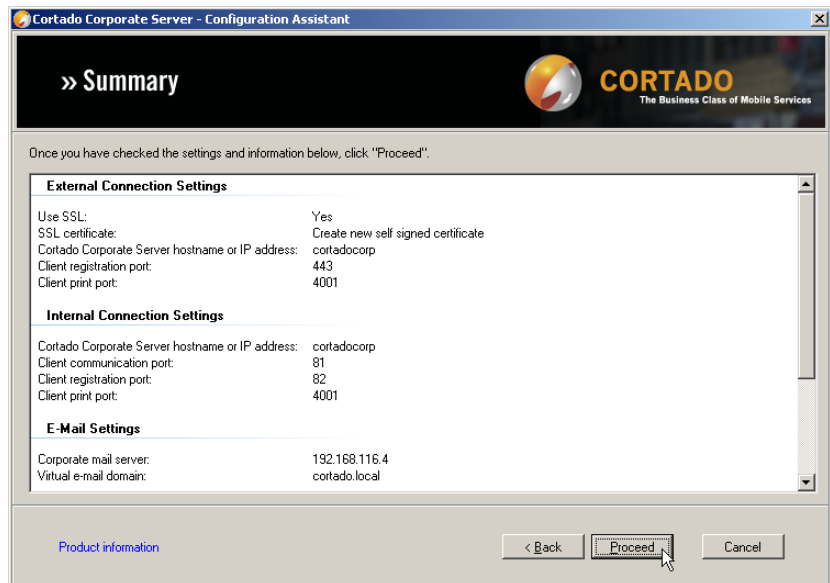 Cortado Corporate Server - Configuration Assistant
» Summary
CORTADO
The Business Class of Mobile Services
Once you have checked the settings and information below, click "Proceed".
External Connection Settings
Use SSL: Yes
SSL certificate: Create new self signed certificate
Cortado Corporate Server hostname or IP address: cortadocorp
Client registration port: 443
Client print port: 4001
Internal Connection Settings
Cortado Corporate Server hostname or IP address: cortadocorp
Client communication port: 81
Client registration port: 82
Client print port: 4001
E-Mail Settings
Corporate mail server: 192.168.116.4
Virtual e-mail domain: cortado.local
Product information
< Back
Proceed
Cancel